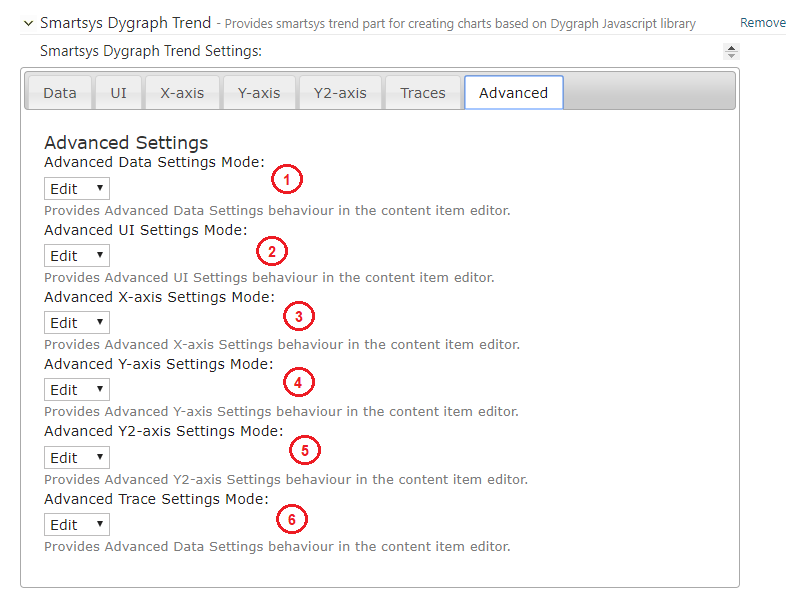 Smartsys Dygraph Trend - Provides smartsys trend part for creating charts based on Dygraph Javascript library Remove
Smartsys Dygraph Trend Settings:
Data UI X-axis Y-axis Y2-axis Traces Advanced
Advanced Settings
Advanced Data Settings Mode:
1
Edit
Provides Advanced Data Settings behaviour in the content item editor.
Advanced UI Settings Mode:
2
Edit
Provides Advanced UI Settings behaviour in the content item editor.
Advanced X-axis Settings Mode:
3
Edit
Provides Advanced X-axis Settings behaviour in the content item editor.
Advanced Y-axis Settings Mode:
4
Edit
Provides Advanced Y-axis Settings behaviour in the content item editor.
Advanced Y2-axis Settings Mode:
5
Edit
Provides Advanced Y2-axis Settings behaviour in the content item editor.
Advanced Trace Settings Mode:
6
Edit
Provides Advanced Data Settings behaviour in the content item editor.